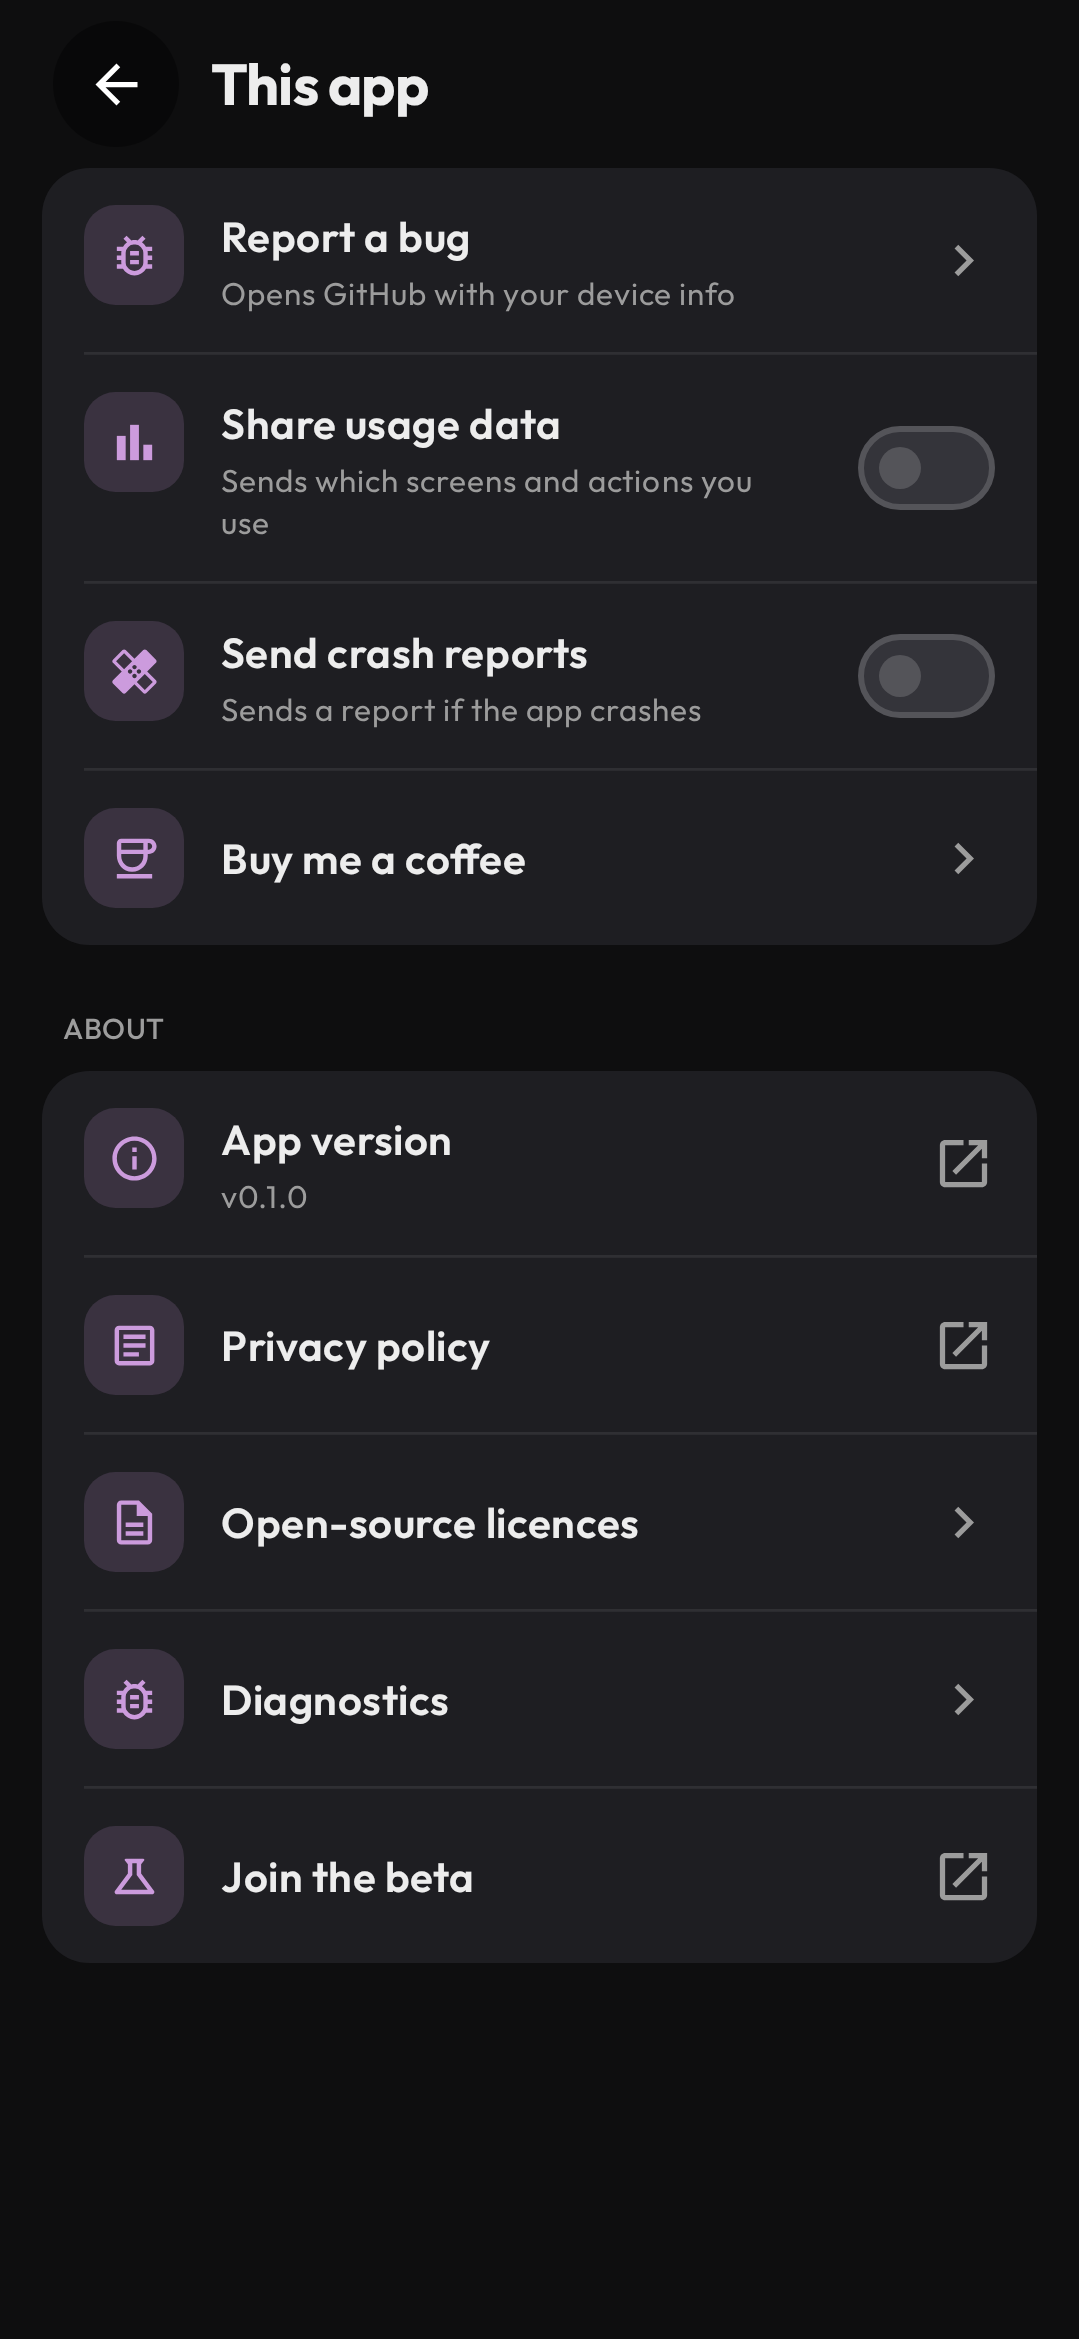 This app
Report a bug
Opens GitHub with your device info
Share usage data
Sends which screens and actions you
use
Send crash reports
Sends a report if the app crashes
Buy me a coffee
ABOUT
App version
v0.1.0
Privacy policy
Open-source licences
Diagnostics
Join the beta